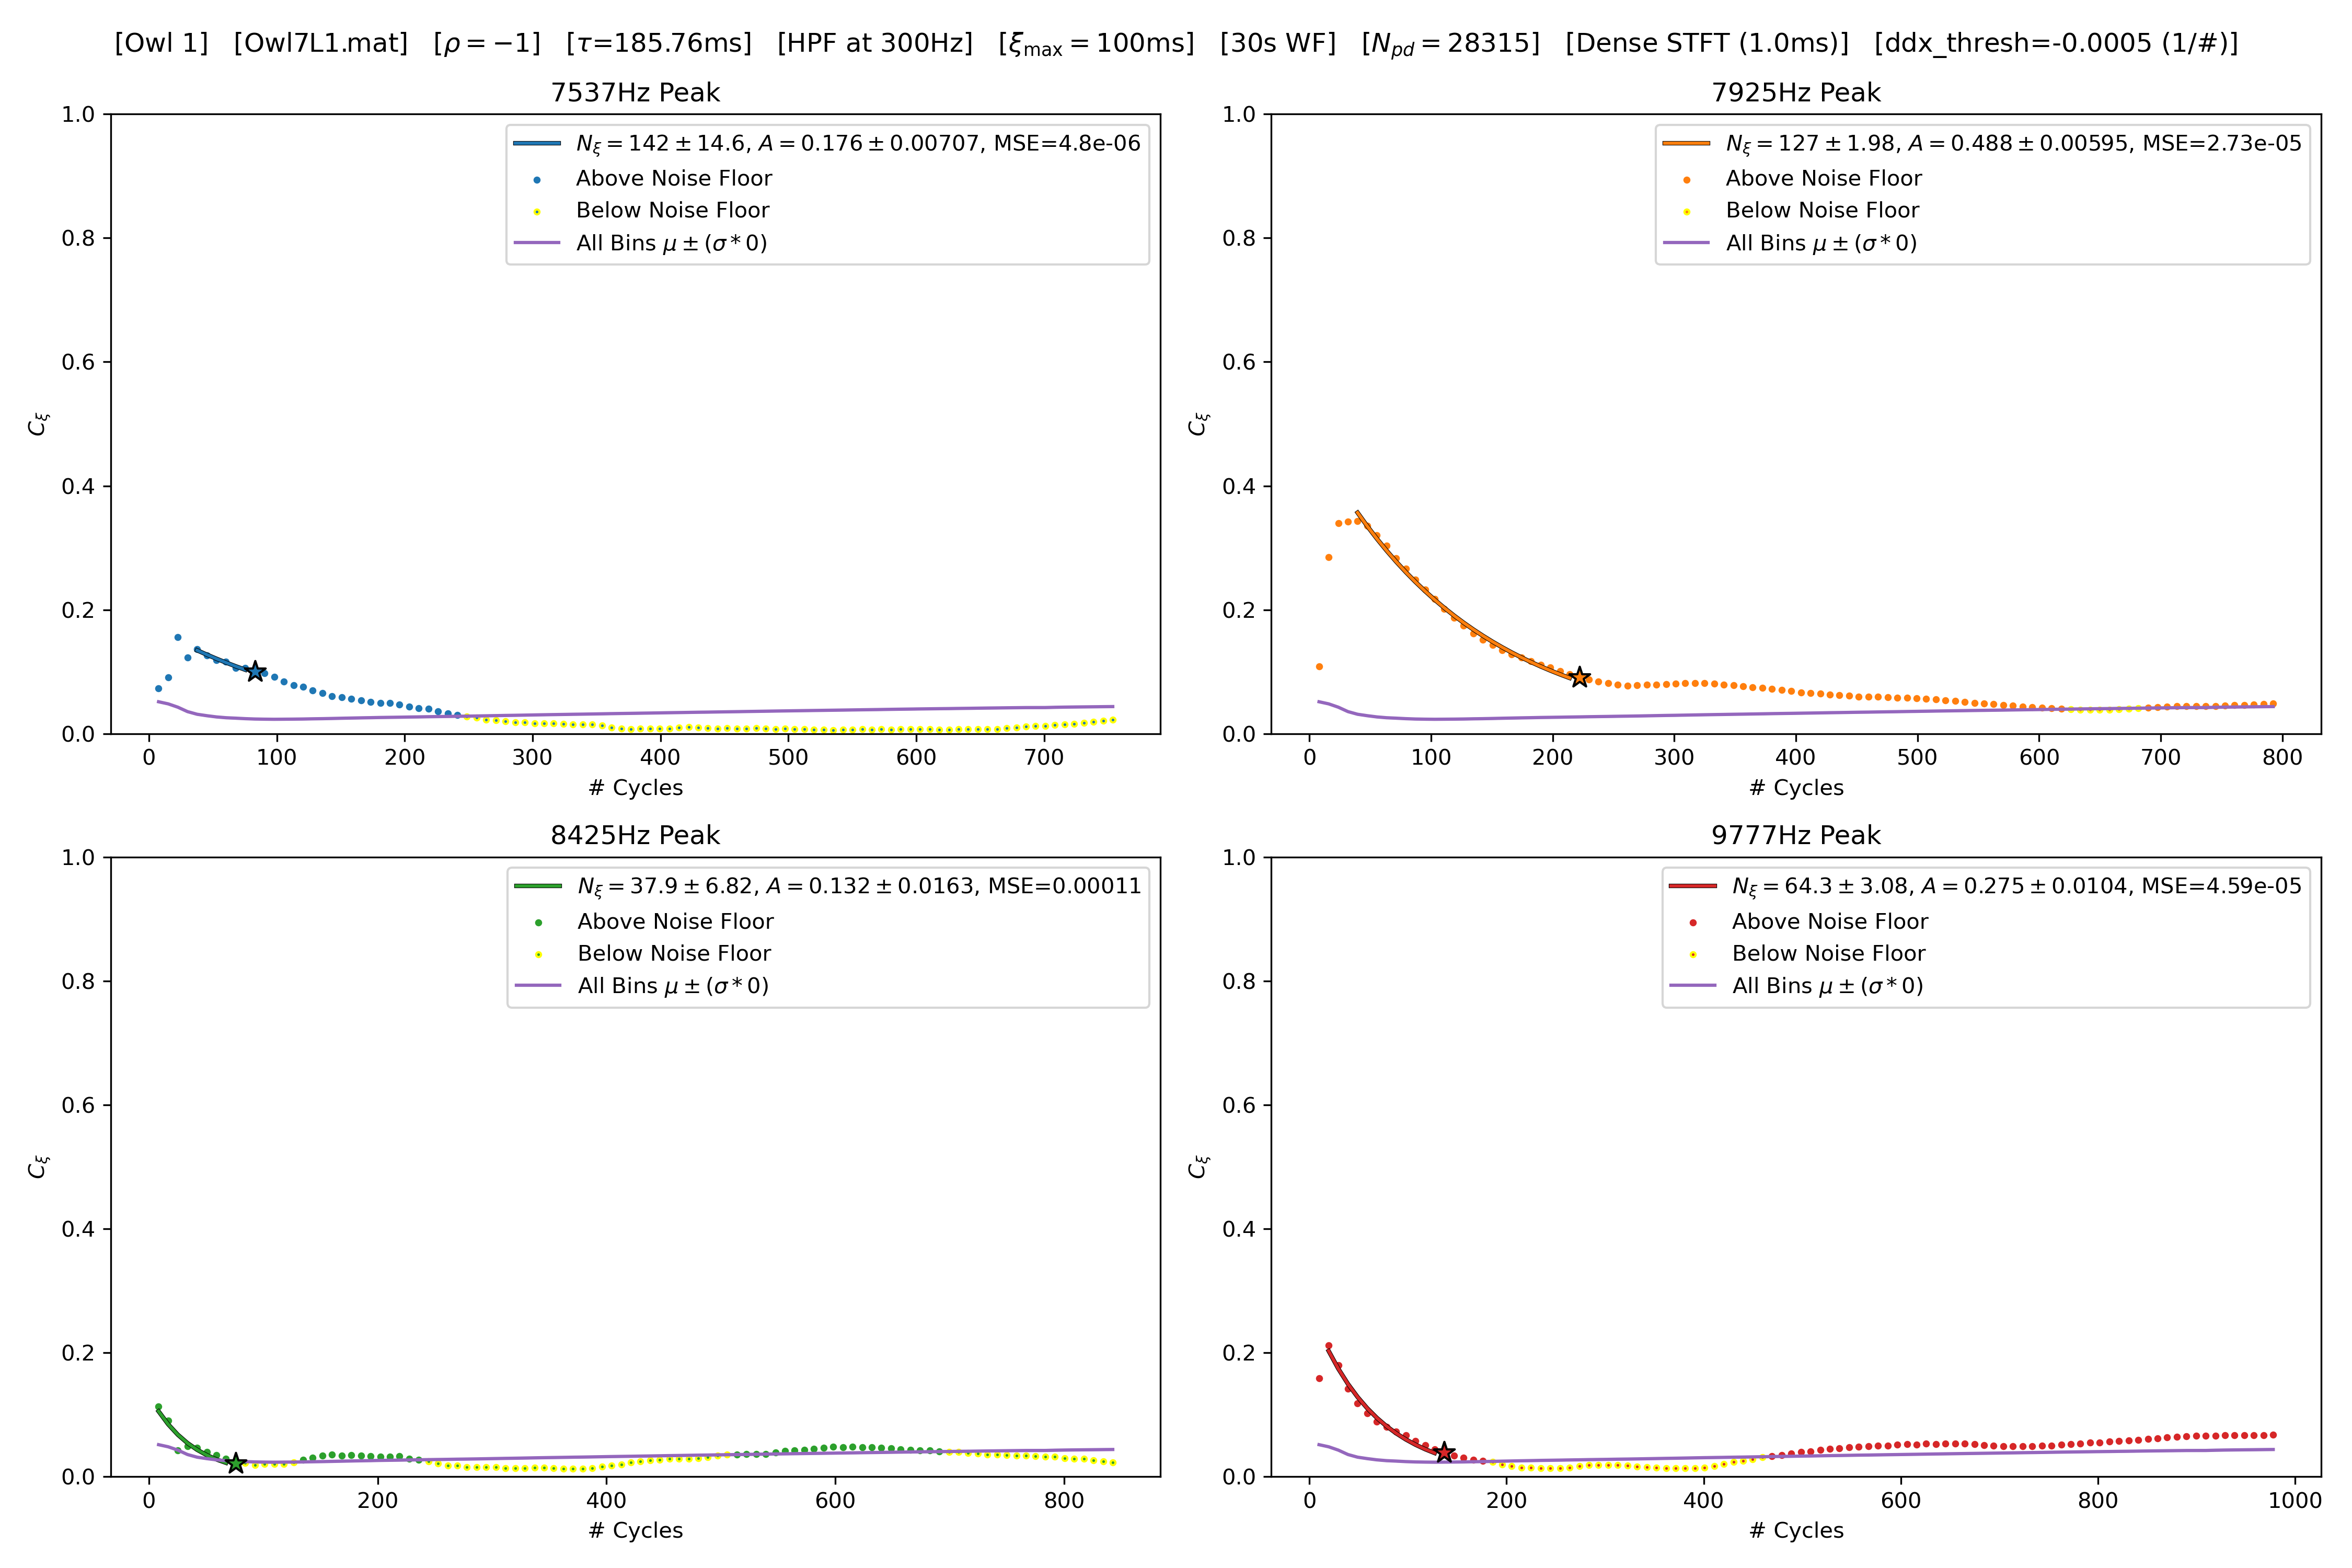 [Owl 1] [Owl7L1.mat] [ρ = −1] [τ=185.76ms] [HPF at 300Hz] [ξmax = 100ms] [30s WF] [Npd = 28315] [Dense STFT (1.0ms)] [ddx_thresh=-0.0005 (1/#)]
7537Hz Peak
Nξ = 142 ± 14.6, A = 0.176 ± 0.00707, MSE=4.8e-06
Above Noise Floor
Below Noise Floor
All Bins μ ± (σ * 0)
1.0
0.8
0.6
0.4
0.2
0.0
Cξ
0 100 200 300 400 500 600 700
# Cycles
7925Hz Peak
Nξ = 127 ± 1.98, A = 0.488 ± 0.00595, MSE=2.73e-05
Above Noise Floor
Below Noise Floor
All Bins μ ± (σ * 0)
1.0
0.8
0.6
0.4
0.2
0.0
Cξ
0 100 200 300 400 500 600 700 800
# Cycles
8425Hz Peak
Nξ = 37.9 ± 6.82, A = 0.132 ± 0.0163, MSE=0.00011
Above Noise Floor
Below Noise Floor
All Bins μ ± (σ * 0)
1.0
0.8
0.6
0.4
0.2
0.0
Cξ
0 200 400 600 800
# Cycles
9777Hz Peak
Nξ = 64.3 ± 3.08, A = 0.275 ± 0.0104, MSE=4.59e-05
Above Noise Floor
Below Noise Floor
All Bins μ ± (σ * 0)
1.0
0.8
0.6
0.4
0.2
0.0
Cξ
0 200 400 600 800 1000
# Cycles